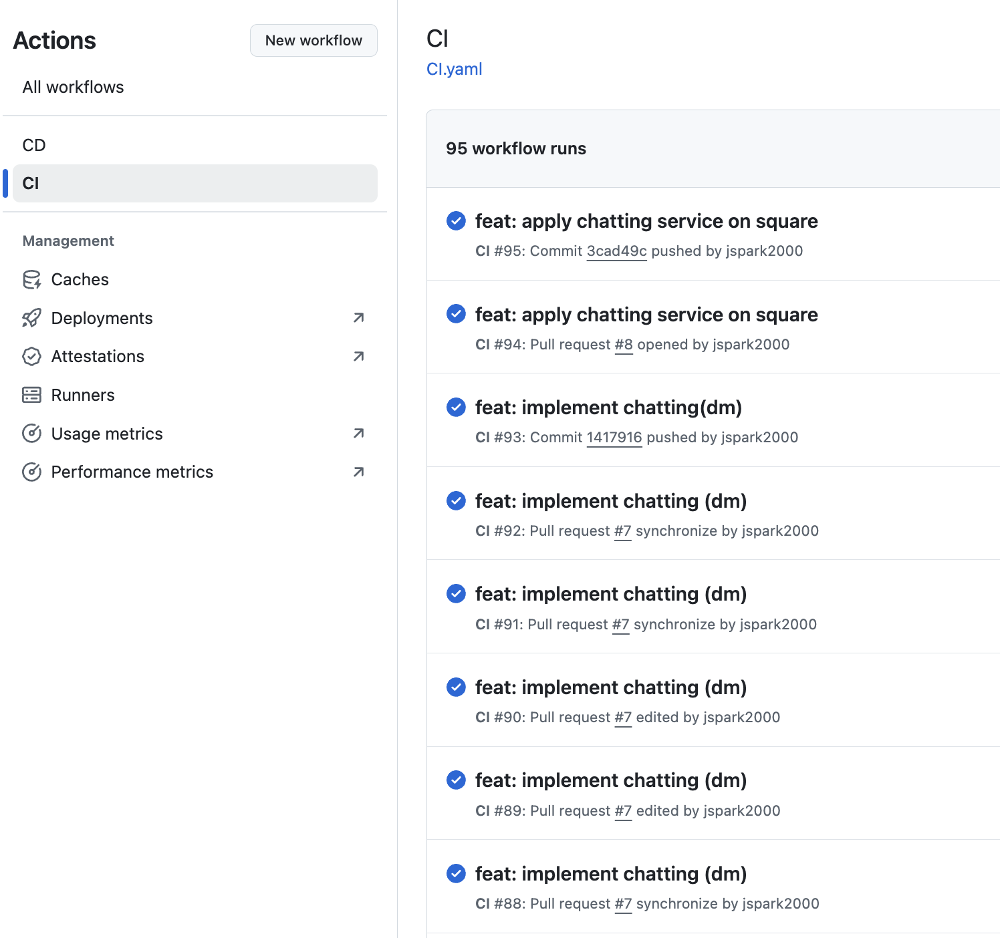 Actions
New workflow
All workflows
CD
CI
Management
Caches
Deployments
Attestations
Runners
Usage metrics
Performance metrics
CI
CI.yaml
95 workflow runs
feat: apply chatting service on square
CI #95: Commit 3cad49c pushed by jspark2000
feat: apply chatting service on square
CI #94: Pull request #8 opened by jspark2000
feat: implement chatting(dm)
CI #93: Commit 1417916 pushed by jspark2000
feat: implement chatting (dm)
CI #92: Pull request #7 synchronize by jspark2000
feat: implement chatting (dm)
CI #91: Pull request #7 synchronize by jspark2000
feat: implement chatting (dm)
CI #90: Pull request #7 edited by jspark2000
feat: implement chatting (dm)
CI #89: Pull request #7 edited by jspark2000
feat: implement chatting (dm)
CI #88: Pull request #7 synchronize by jspark2000